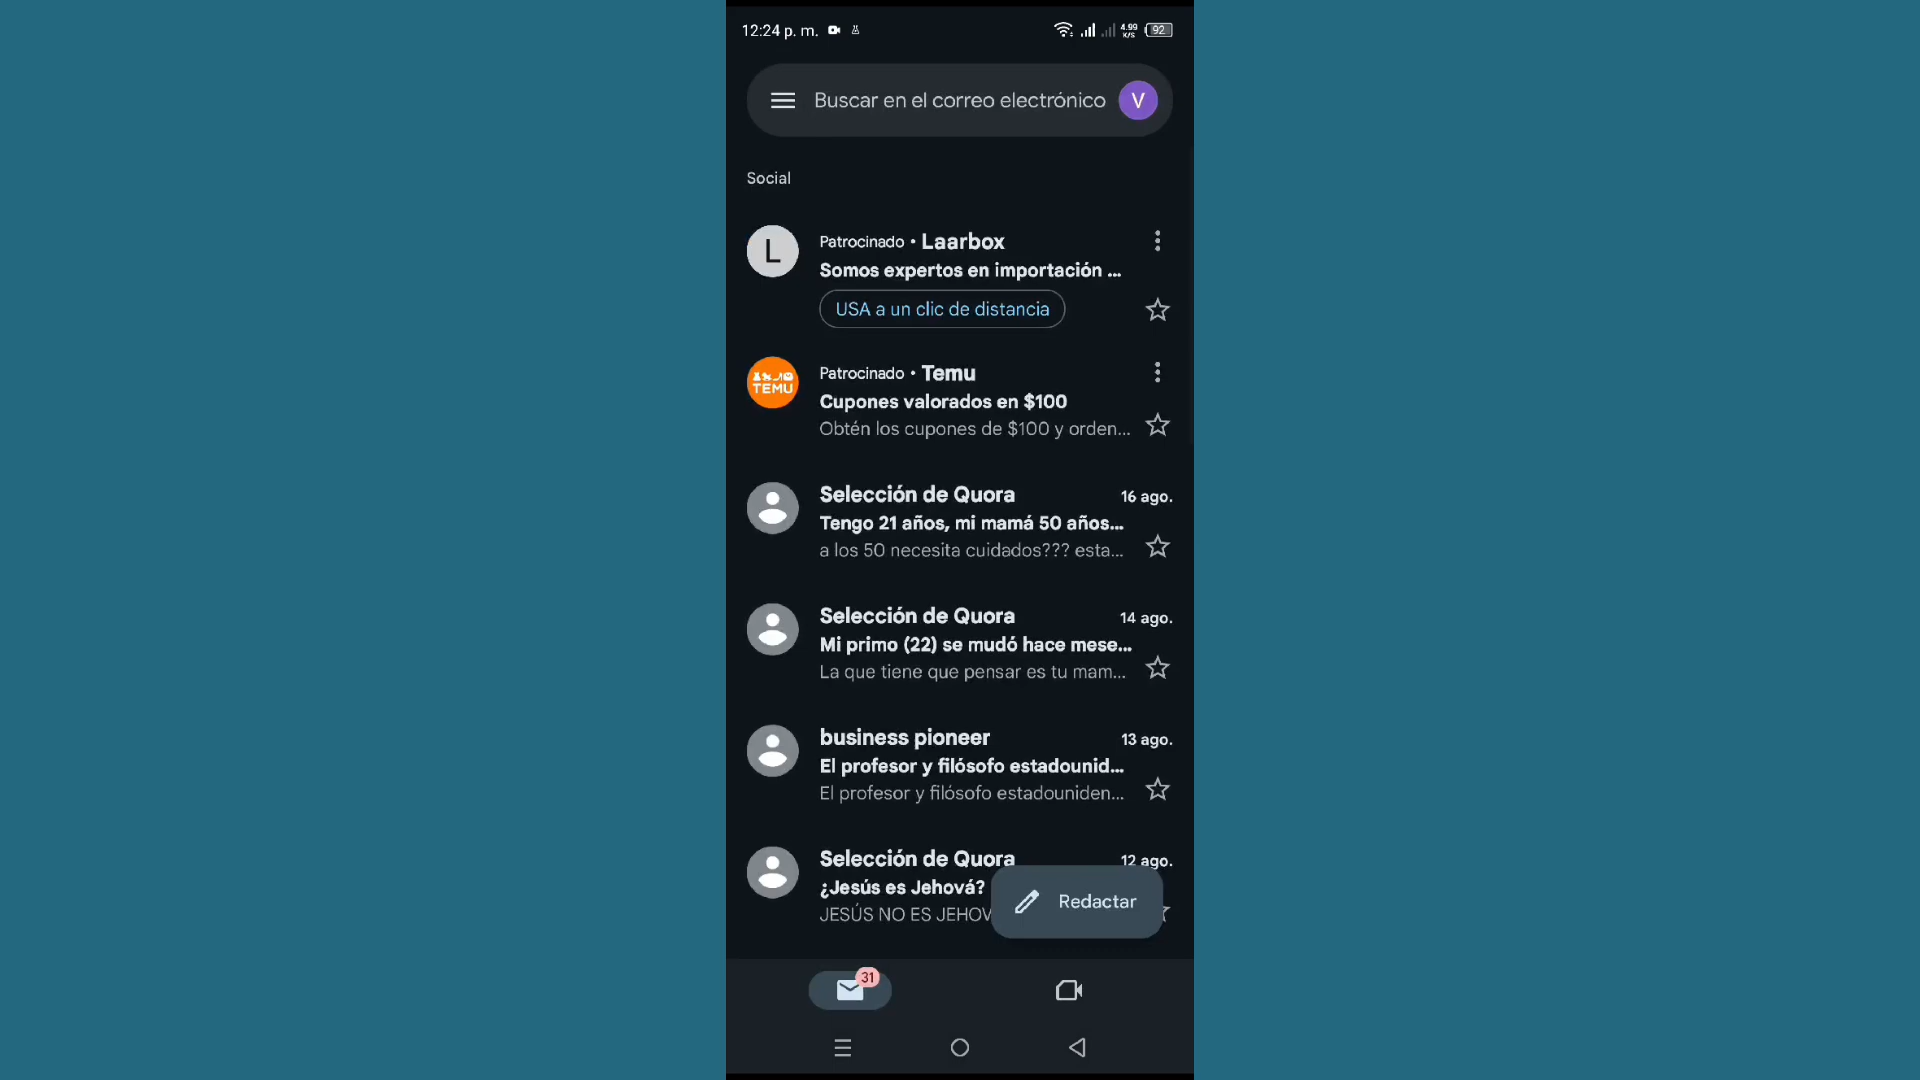 12:24 p. m. 4.99 K/S 92
Buscar en el correo electrónico V
Social
L
Patrocinado • Laarbox
Somos expertos en importación ...
USA a un clic de distancia
TEMU
Patrocinado • Temu
Cupones valorados en $100
Obtén los cupones de $100 y orden...
Selección de Quora 16 ago.
Tengo 21 años, mi mamá 50 años...
a los 50 necesita cuidados??? esta...
Selección de Quora 14 ago.
Mi primo (22) se mudó hace mese...
La que tiene que pensar es tu mam...
business pioneer 13 ago.
El profesor y filósofo estadounid...
El profesor y filósofo estadouniden...
Selección de Quora 12 ago.
¿Jesús es Jehová?
JESÚS NO ES JEHOV
Redactar
31